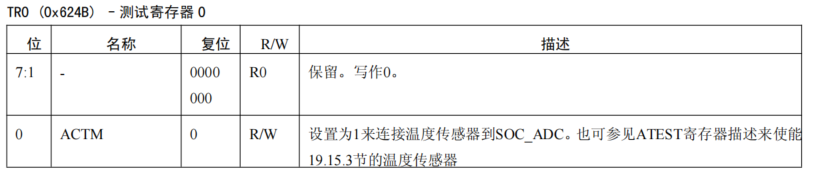 TR0 (0x624B) - 测试寄存器 0
位 名称 复位 R/W 描述
7:1 - 0000 R0 保留。写作0。
000
0 ACTM 0 R/W 设置为1来连接温度传感器到SOC_ADC。也可参见ATEST寄存器描述来使能
19.15.3节的温度传感器